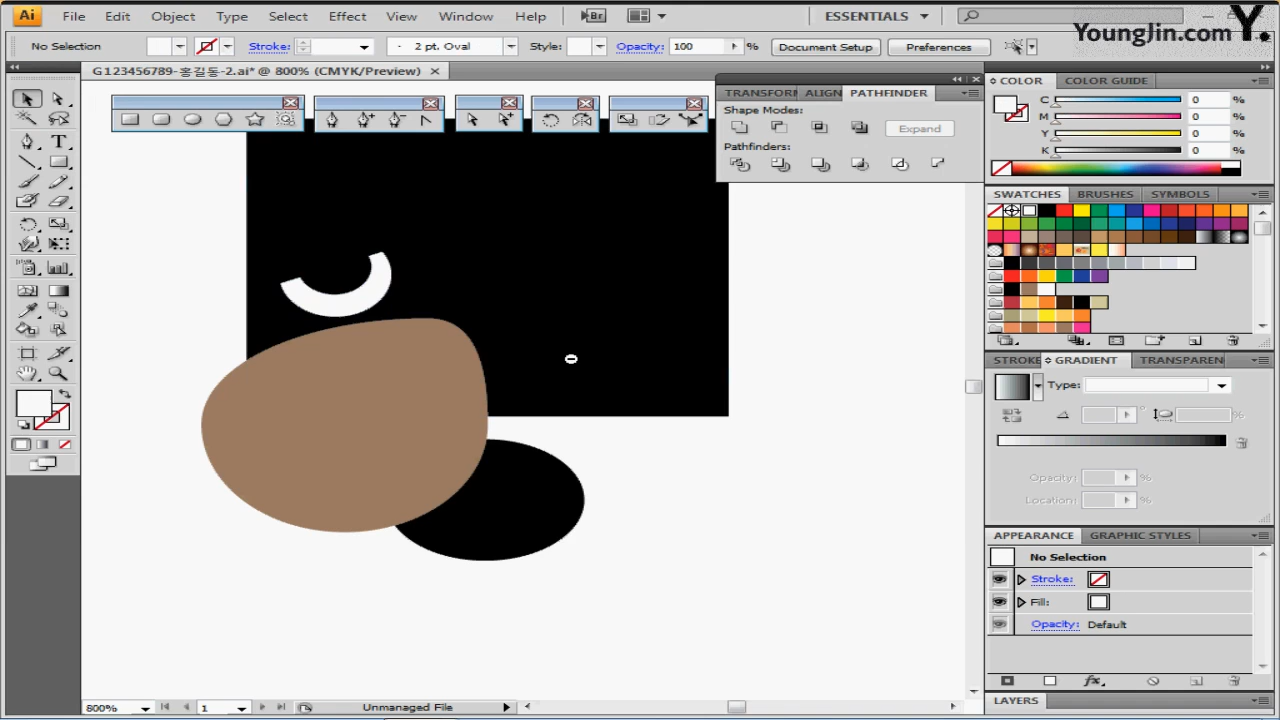 Ai File Edit Object Type Select Effect View Window Help Br ESSENTIALS
Y.
YoungJin.com
No Selection Stroke: 2 pt. Oval Style: Opacity: 100 % Document Setup Preferences
G123456789-홍길동-2.ai* @ 800% (CMYK/Preview)
TRANSFORM ALIGN PATHFINDER
Shape Modes:
Expand
Pathfinders:
COLOR COLOR GUIDE
C 0 %
M 0 %
Y 0 %
K 0 %
SWATCHES BRUSHES SYMBOLS
STROKE GRADIENT TRANSPAREN
Type:
Opacity: %
Location: %
APPEARANCE GRAPHIC STYLES
No Selection
Stroke:
Fill:
Opacity: Default
fx
LAYERS
800% 1 Unmanaged File